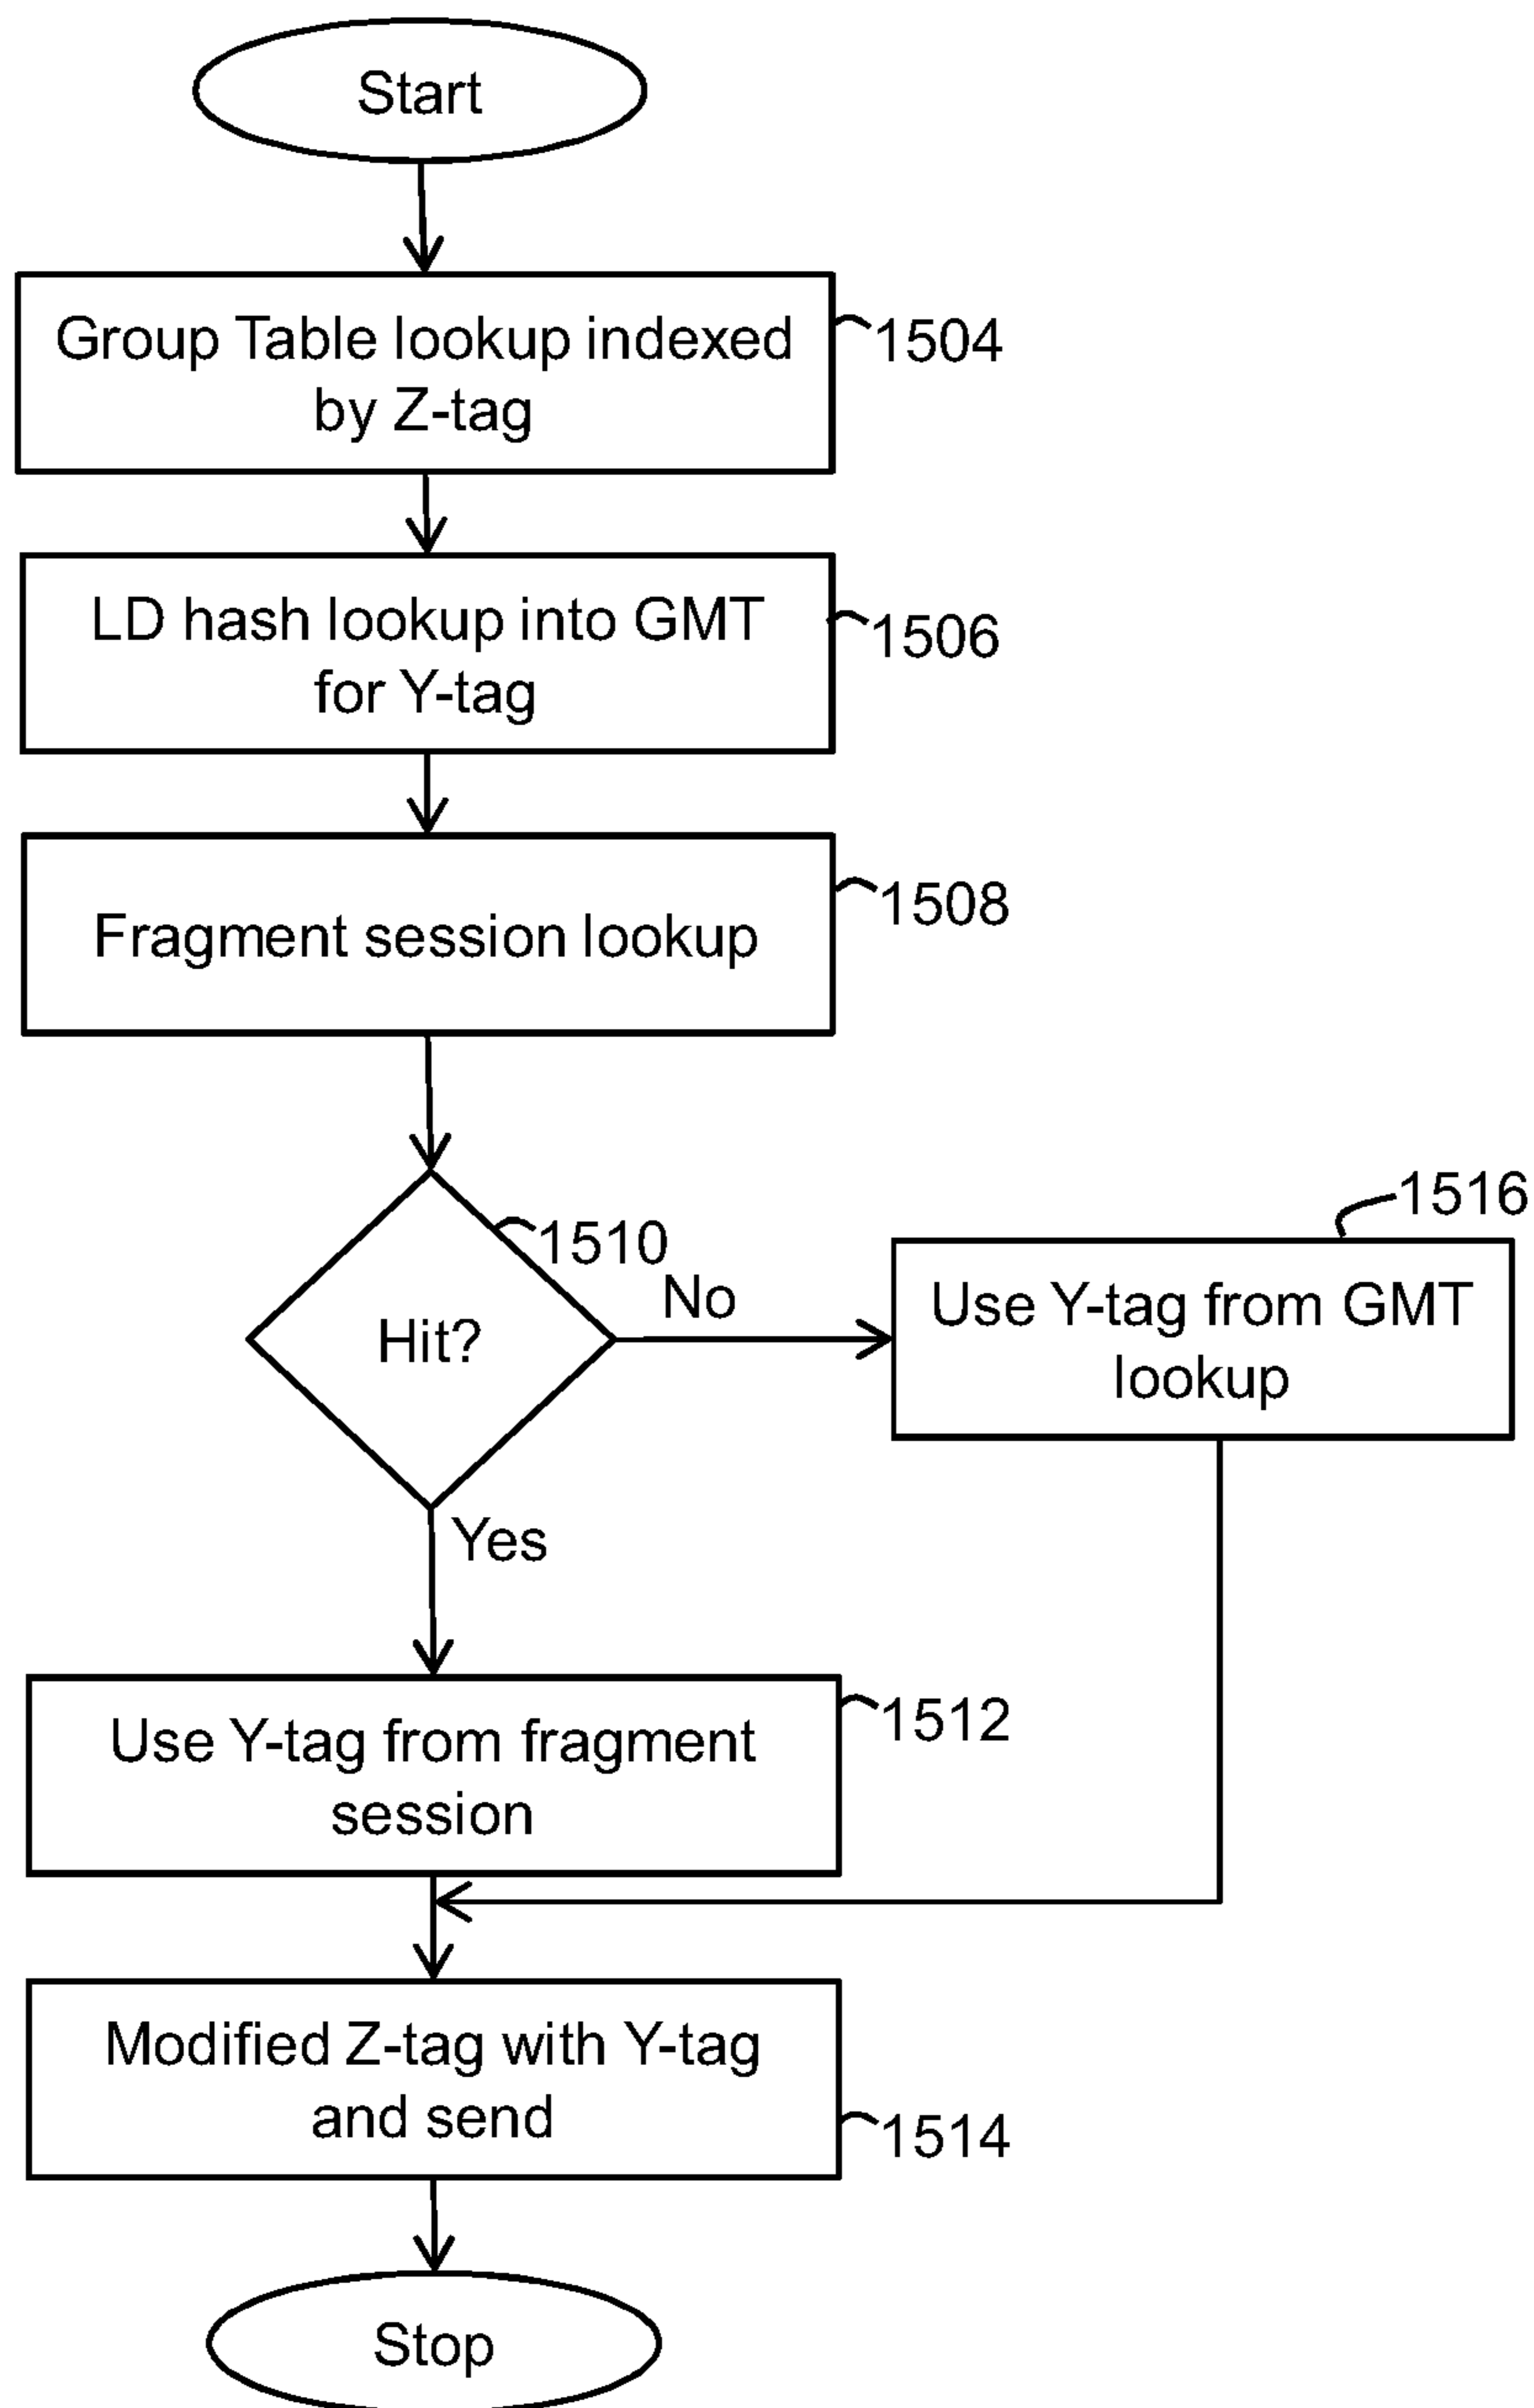 Start
Group Table lookup indexed
by Z-tag
1504
LD hash lookup into GMT
for Y-tag
1506
Fragment session lookup
1508
Hit?
1510
No
Use Y-tag from GMT
lookup
1516
Yes
Use Y-tag from fragment
session
1512
Modified Z-tag with Y-tag
and send
1514
Stop